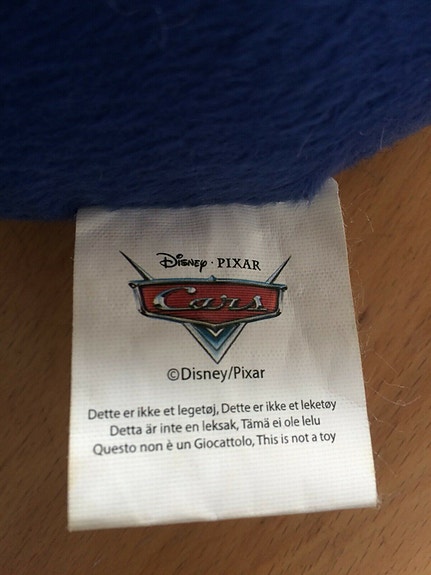 Disney · PIXAR
Cars
©Disney/Pixar
Dette er ikke et legetøj, Dette er ikke et leketøy
Detta är inte en leksak, Tämä ei ole lelu
Questo non è un Giocattolo, This is not a toy